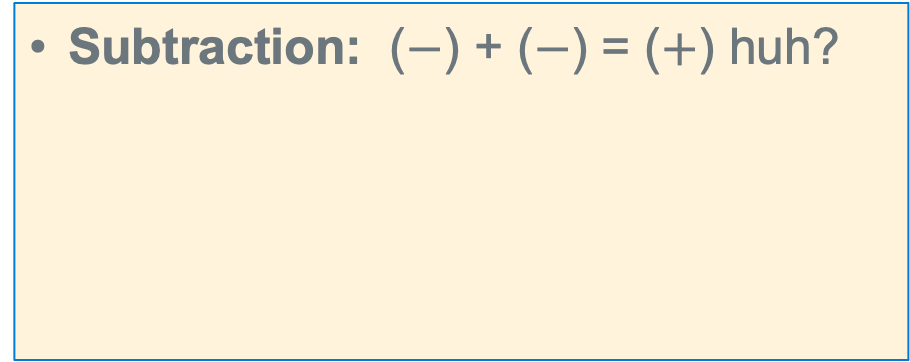 • Subtraction: (−) + (−) = (+) huh?